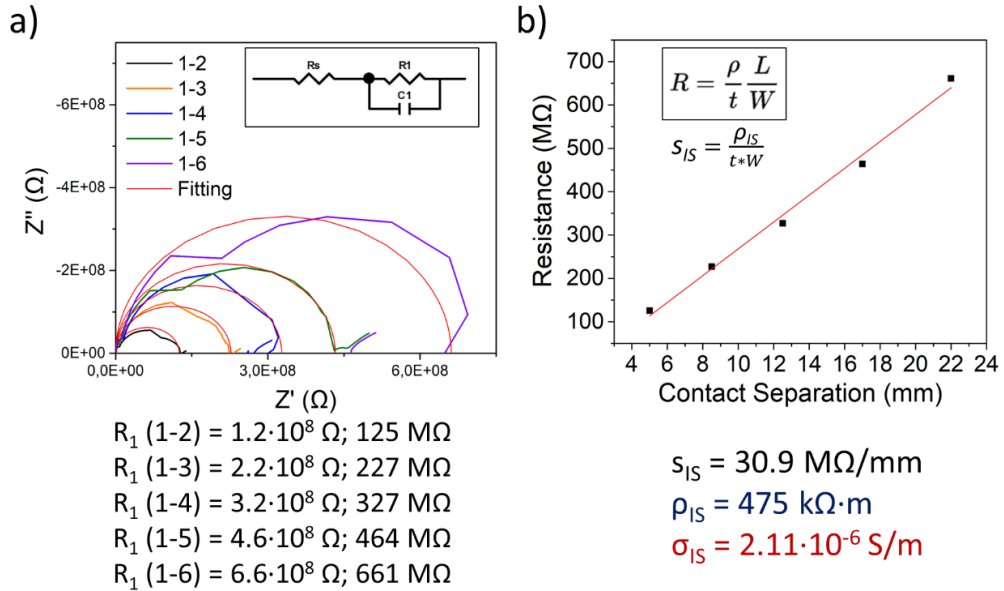 a)
1-2
1-3
1-4
1-5
1-6
Fitting
Rs
R1
C1
-6E+08
-4E+08
-2E+08
0E+00
Z'' (Ω)
0,0E+00 3,0E+08 6,0E+08
Z' (Ω)
R₁ (1-2) = 1.2·10⁸ Ω; 125 MΩ
R₁ (1-3) = 2.2·10⁸ Ω; 227 MΩ
R₁ (1-4) = 3.2·10⁸ Ω; 327 MΩ
R₁ (1-5) = 4.6·10⁸ Ω; 464 MΩ
R₁ (1-6) = 6.6·10⁸ Ω; 661 MΩ
b)
R = ρ/t L/W
s_IS = ρ_IS/t*W
700
600
500
400
300
200
100
Resistance (MΩ)
4 6 8 10 12 14 16 18 20 22 24
Contact Separation (mm)
s_IS = 30.9 MΩ/mm
ρ_IS = 475 kΩ·m
σ_IS = 2.11·10⁻⁶ S/m